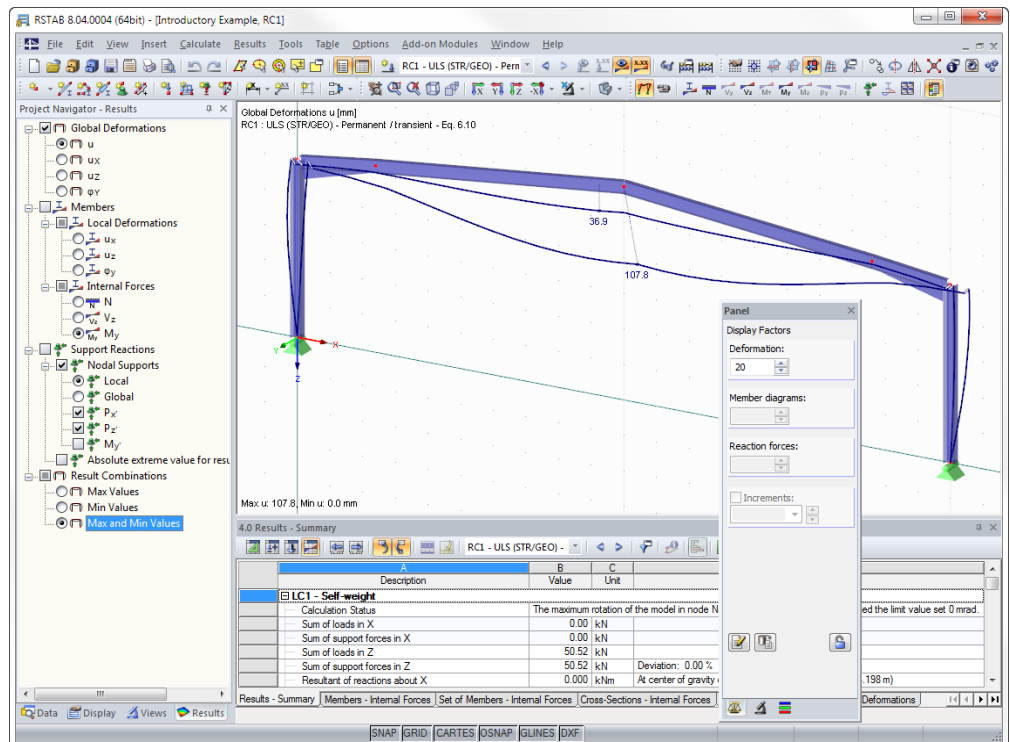 RSTAB 8.04.0004 (64bit) - [Introductory Example, RC1]
File Edit View Insert Calculate Results Tools Table Options Add-on Modules Window Help
RC1 - ULS (STR/GEO) - Perm
Project Navigator - Results
Global Deformations
u
uX
uZ
φY
Members
Local Deformations
ux
uz
φy
Internal Forces
N
Vz
My
Support Reactions
Nodal Supports
Local
Global
Px'
Pz'
My'
Absolute extreme value for resu
Result Combinations
Max Values
Min Values
Max and Min Values
Data Display Views Results
Global Deformations u [mm]
RC1 : ULS (STR/GEO) - Permanent / transient - Eq. 6.10
36.9
107.8
X
Y
Z
Max u: 107.8, Min u: 0.0 mm
Panel
Display Factors
Deformation:
20
Member diagrams:
Reaction forces:
Increments:
4.0 Results - Summary
RC1 - ULS (STR/GEO) -
A B C
Description Value Unit
LC1 - Self-weight
Calculation Status The maximum rotation of the model in node N ed the limit value set 0 mrad.
Sum of loads in X 0.00 kN
Sum of support forces in X 0.00 kN
Sum of loads in Z 50.52 kN
Sum of support forces in Z 50.52 kN Deviation: 0.00 %
Resultant of reactions about X 0.000 kNm At center of gravity .198 m)
Results - Summary Members - Internal Forces Set of Members - Internal Forces Cross-Sections - Internal Forces Deformations
SNAP GRID CARTES OSNAP GLINES DXF